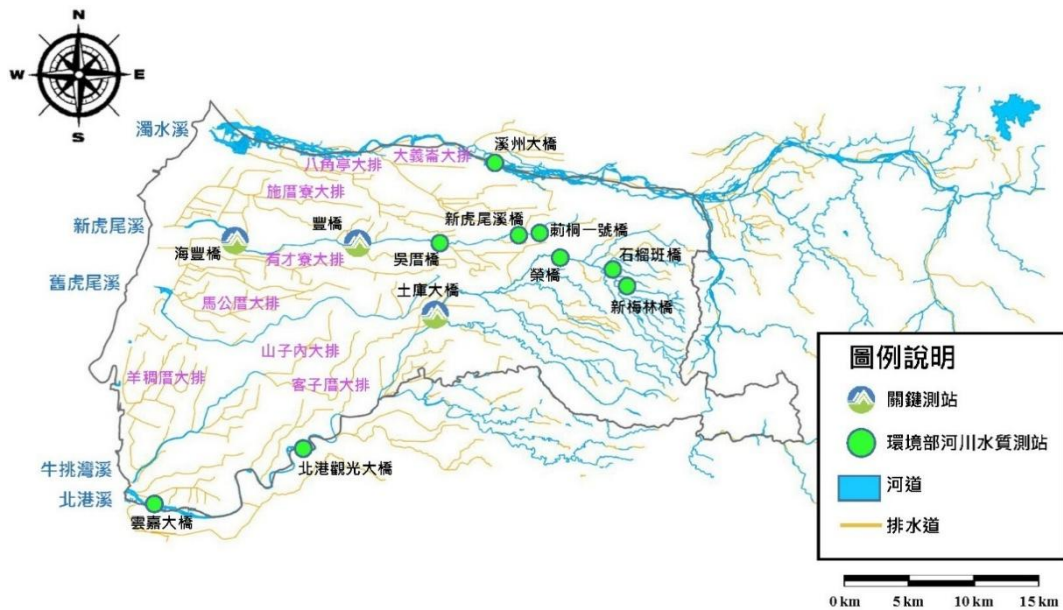 N
W
E
S
濁水溪
溪州大橋
大義崙大排
八角亭大排
施厝寮大排
新虎尾溪
豐橋
新虎尾溪橋
莿桐一號橋
海豐橋
有才寮大排
吳厝橋
石榴班橋
榮橋
舊虎尾溪
馬公厝大排
土庫大橋
新梅林橋
山子內大排
羊稠厝大排
客子厝大排
牛挑灣溪
北港觀光大橋
北港溪
雲嘉大橋
圖例說明
關鍵測站
環境部河川水質測站
河道
排水道
0 km
5 km
10 km
15 km